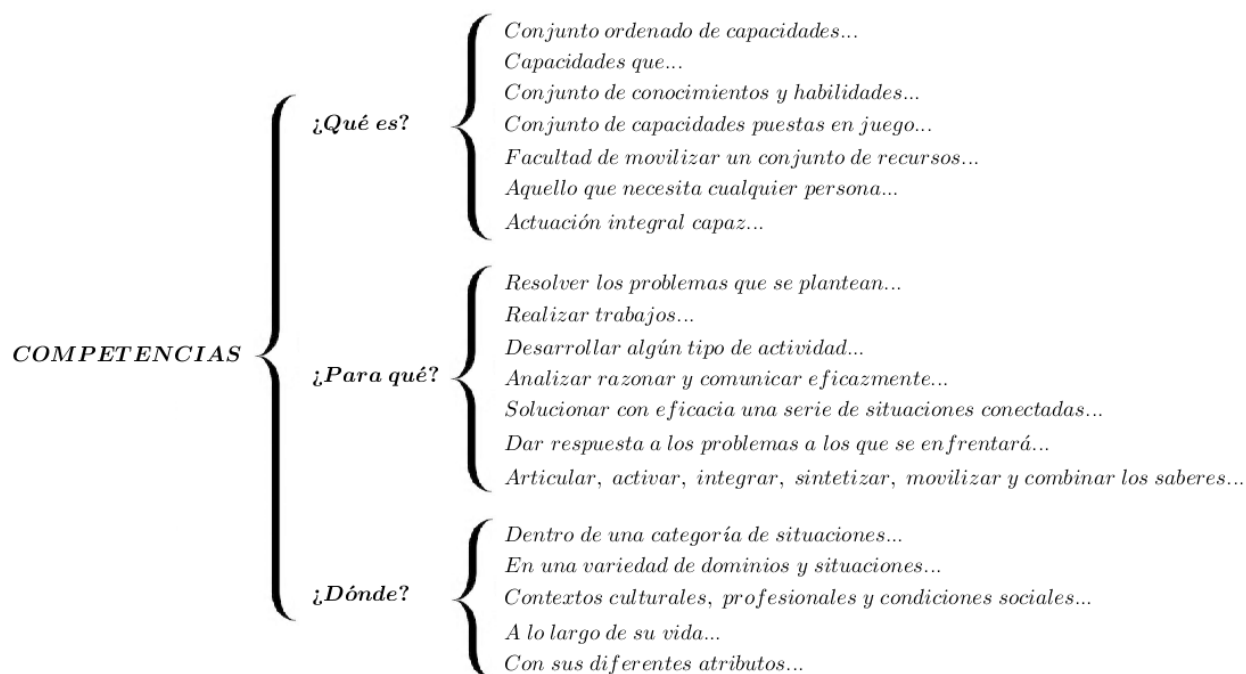 COMPETENCIAS
¿Qué es?
Conjunto ordenado de capacidades...
Capacidades que...
Conjunto de conocimientos y habilidades...
Conjunto de capacidades puestas en juego...
Facultad de movilizar un conjunto de recursos...
Aquello que necesita cualquier persona...
Actuación integral capaz...
¿Para qué?
Resolver los problemas que se plantean...
Realizar trabajos...
Desarrollar algún tipo de actividad...
Analizar razonar y comunicar eficazmente...
Solucionar con eficacia una serie de situaciones conectadas...
Dar respuesta a los problemas a los que se enfrentará...
Articular, activar, integrar, sintetizar, movilizar y combinar los saberes...
¿Dónde?
Dentro de una categoría de situaciones...
En una variedad de dominios y situaciones...
Contextos culturales, profesionales y condiciones sociales...
A lo largo de su vida...
Con sus diferentes atributos...